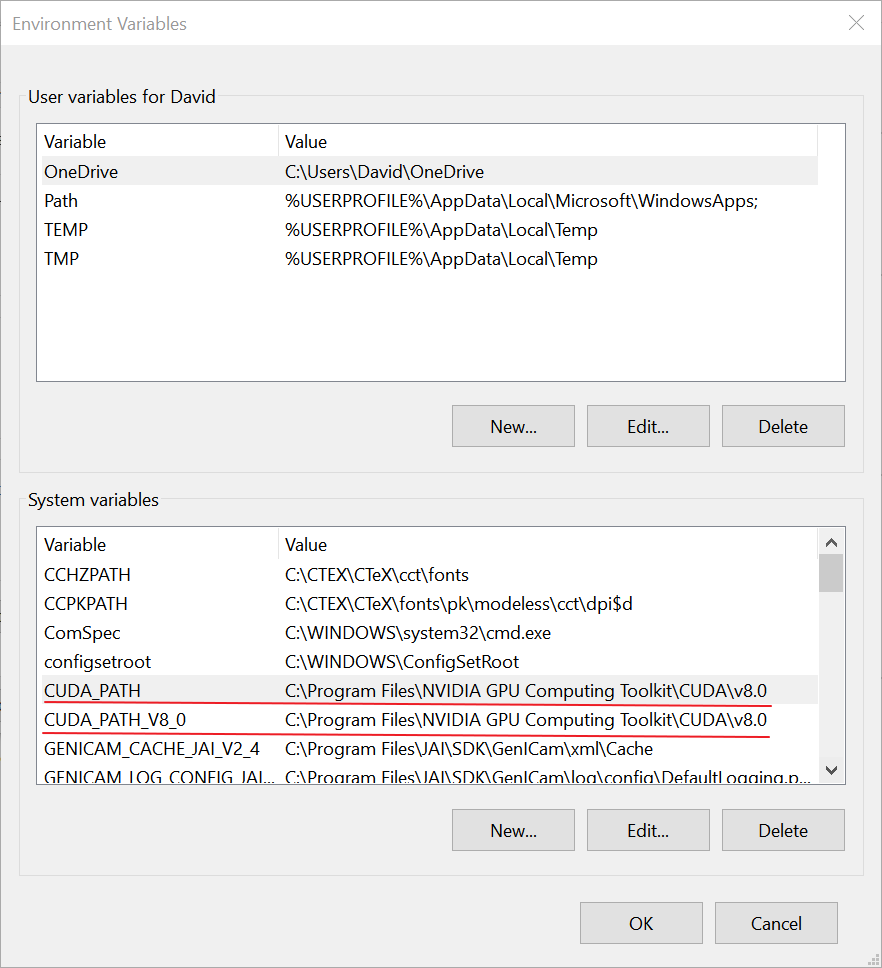 Environment Variables
User variables for David
Variable Value
OneDrive C:\Users\David\OneDrive
Path %USERPROFILE%\AppData\Local\Microsoft\WindowsApps;
TEMP %USERPROFILE%\AppData\Local\Temp
TMP %USERPROFILE%\AppData\Local\Temp
New... Edit... Delete
System variables
Variable Value
CCHZPATH C:\CTEX\CTeX\cct\fonts
CCPKPATH C:\CTEX\CTeX\fonts\pk\modeless\cct\dpi$d
ComSpec C:\WINDOWS\system32\cmd.exe
configsetroot C:\WINDOWS\ConfigSetRoot
CUDA_PATH C:\Program Files\NVIDIA GPU Computing Toolkit\CUDA\v8.0
CUDA_PATH_V8_0 C:\Program Files\NVIDIA GPU Computing Toolkit\CUDA\v8.0
GENICAM_CACHE_JAI_V2_4 C:\Program Files\JAI\SDK\GenICam\xml\Cache
GENICAM_LOG_CONFIG_JAI... C:\Program Files\JAI\SDK\GenICam\log\config\DefaultLogging.p...
New... Edit... Delete
OK Cancel